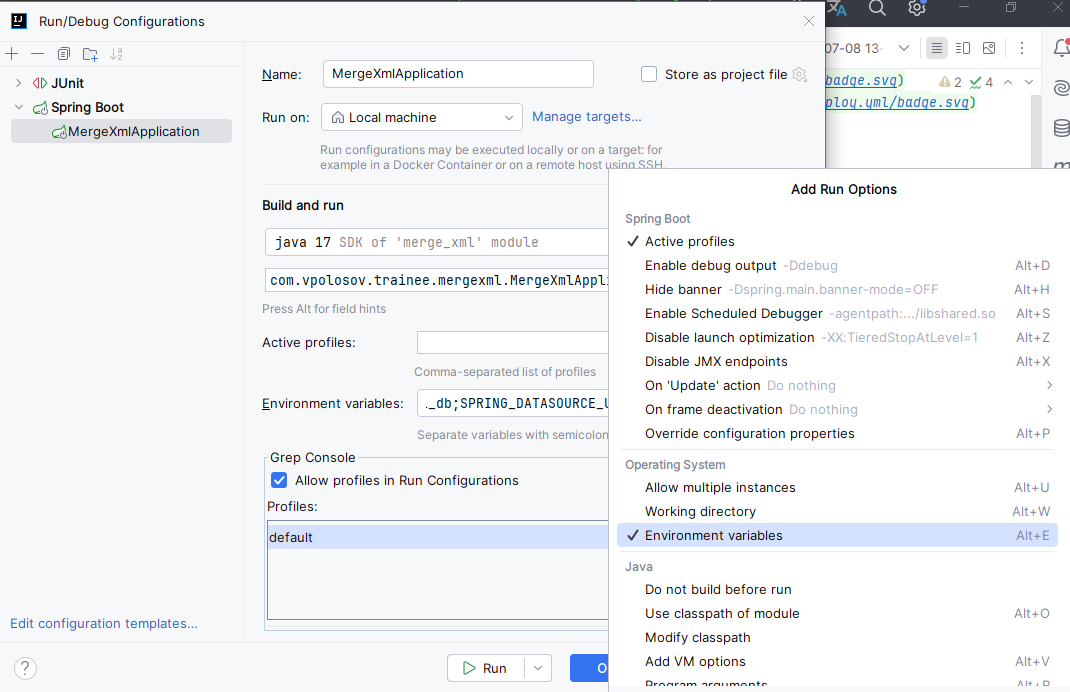 Run/Debug Configurations
07-08 13-
JUnit
Spring Boot
MergeXmlApplication
Edit configuration templates...
Name:
MergeXmlApplication
Store as project file
Run on:
Local machine
Manage targets...
Run configurations may be executed locally or on a target: for
example in a Docker Container or on a remote host using SSH.
badge.svg)
2
4
ploy.yml/badge.svg)
Build and run
java 17 SDK of 'merge_xml' module
com.vpolosov.trainee.mergexml.MergeXmlAppli
Press Alt for field hints
Active profiles:
Comma-separated list of profiles
Environment variables:
._db;SPRING_DATASOURCE_U
Separate variables with semicolon
Grep Console
Allow profiles in Run Configurations
Profiles:
default
Run
O
Add Run Options
Spring Boot
Active profiles
Enable debug output -Ddebug Alt+D
Hide banner -Dspring.main.banner-mode=OFF Alt+H
Enable Scheduled Debugger -agentpath:.../libshared.so Alt+S
Disable launch optimization -XX:TieredStopAtLevel=1 Alt+Z
Disable JMX endpoints Alt+X
On 'Update' action Do nothing
On frame deactivation Do nothing
Override configuration properties Alt+P
Operating System
Allow multiple instances Alt+U
Working directory Alt+W
Environment variables Alt+E
Java
Do not build before run
Use classpath of module Alt+O
Modify classpath
Add VM options Alt+V
Program arguments Alt+R